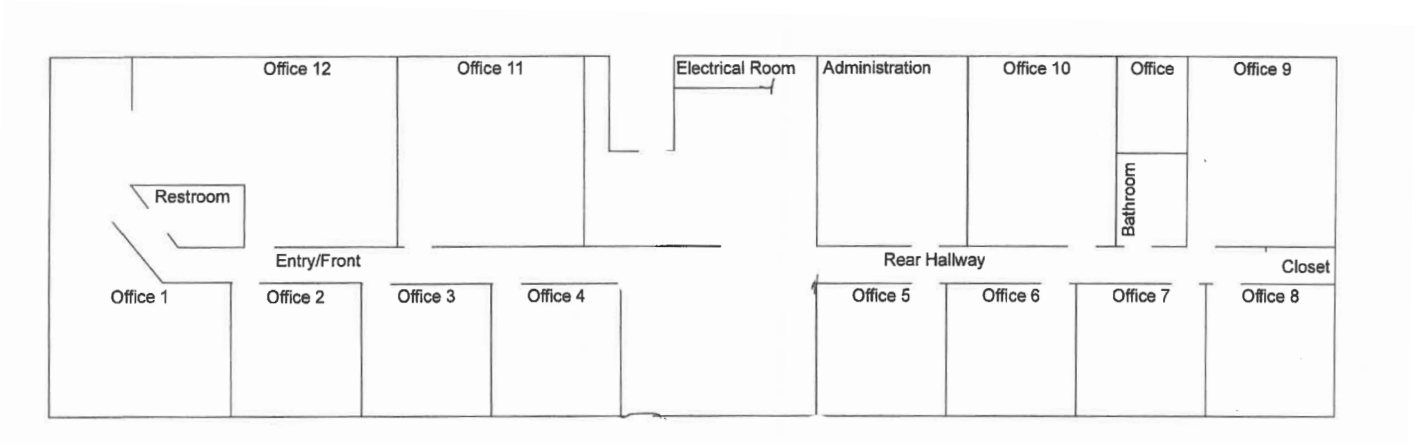 Office 12
Office 11
Electrical Room
Administration
Office 10
Office
Office 9
Restroom
Bathroom
Entry/Front
Rear Hallway
Closet
Office 1
Office 2
Office 3
Office 4
Office 5
Office 6
Office 7
Office 8